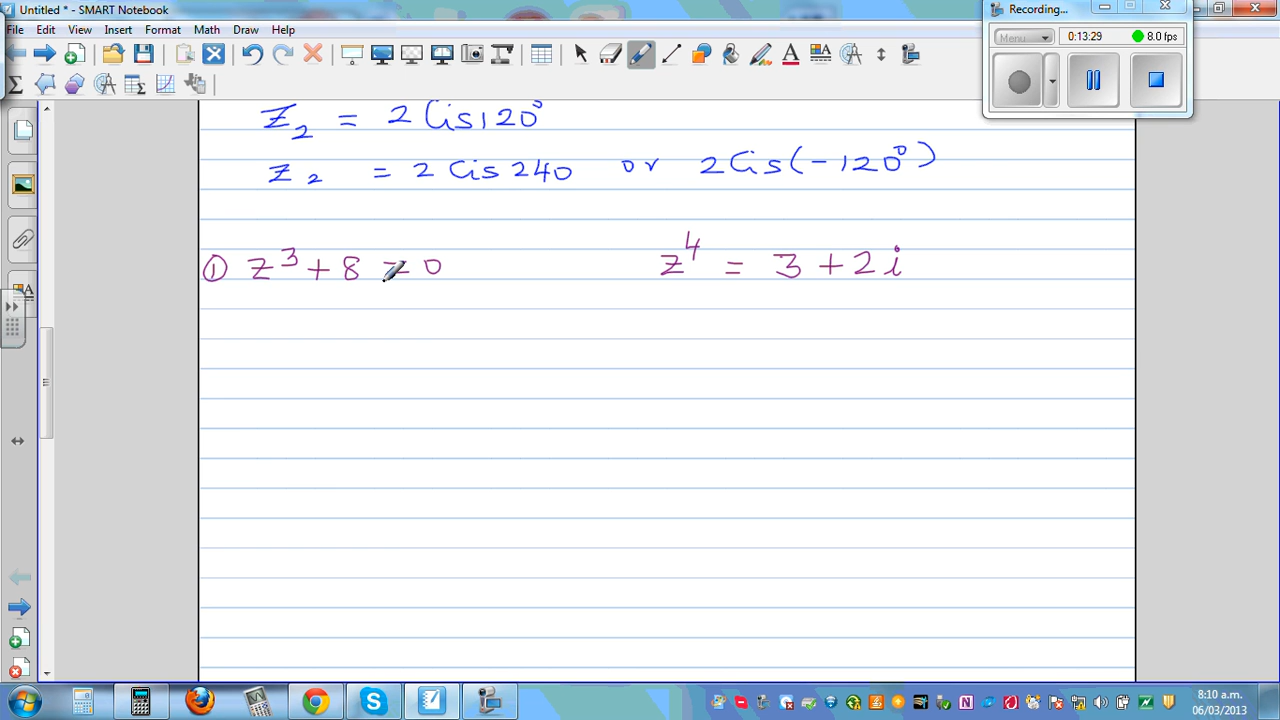 Untitled * - SMART Notebook
File Edit View Insert Format Math Draw Help
Recording...
Menu
0:13:29
8.0 fps
Z₂ = 2 Cis 120°
Z₂ = 2 Cis 240 or 2 Cis (-120°)
① z³ + 8 = 0 z⁴ = 3 + 2i
8:10 a.m.
06/03/2013